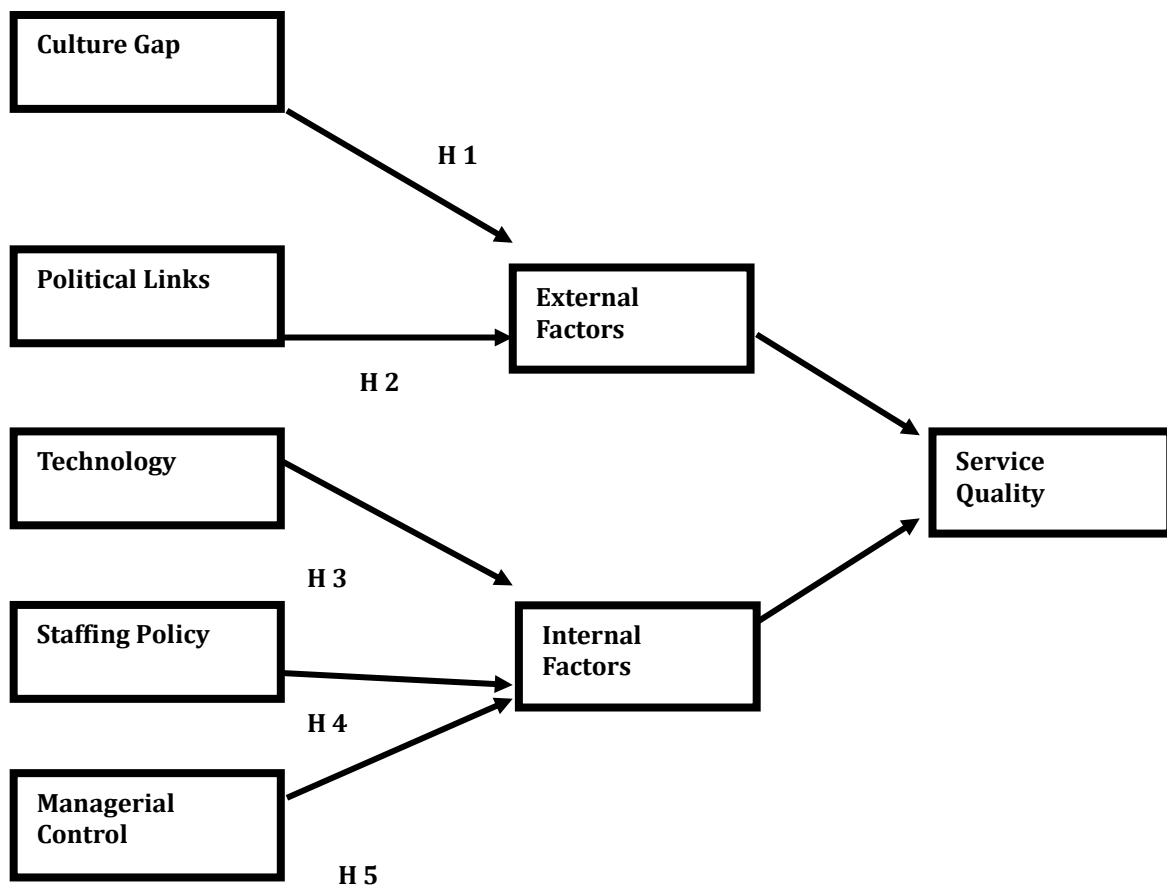 Culture Gap
H 1
Political Links
External
Factors
H 2
Technology
Service
Quality
H 3
Staffing Policy
Internal
Factors
H 4
Managerial
Control
H 5